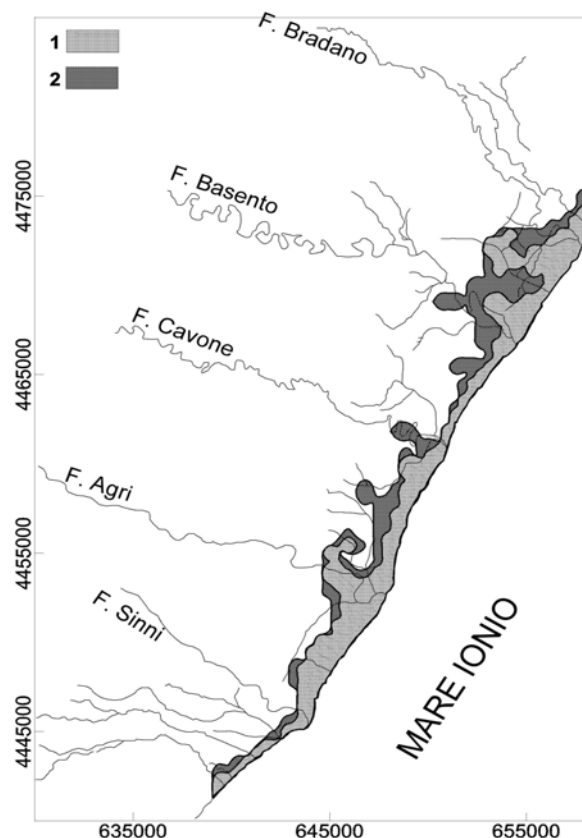 1
2
F. Bradano
F. Basento
F. Cavone
F. Agri
F. Sinni
MARE IONIO
4475000
4465000
4455000
4445000
635000
645000
655000